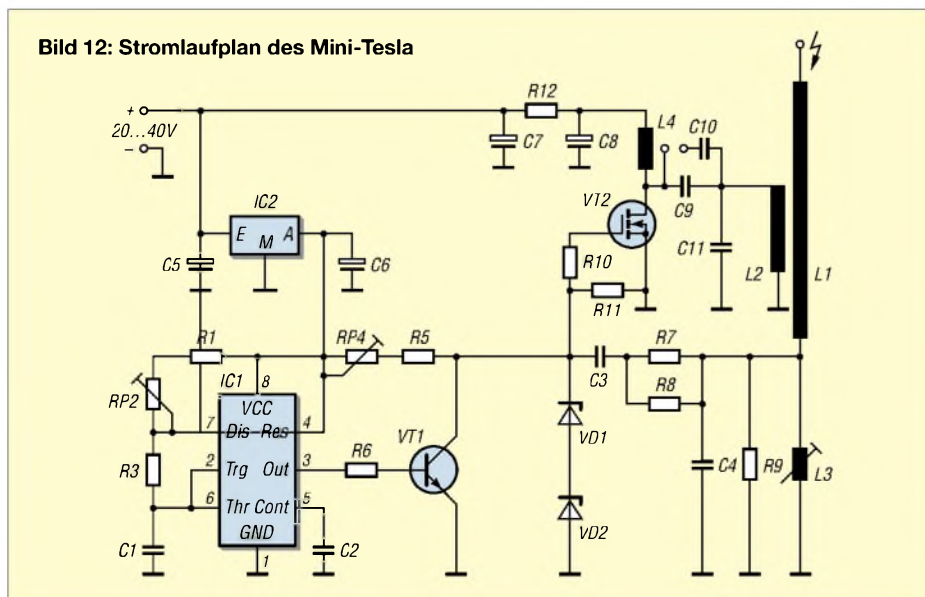 Bild 12: Stromlaufplan des Mini-Tesla
+
20...40V
–
R12
C7
C8
L4
C10
C9
VT2
C11
L2
L1
IC2
E
M
A
C5
C6
R10
R11
R1
RP4
R5
C3
R7
R8
IC1
8
VCC
RP2
7
Dis
Res
4
R3
2
Trg
Out
3
R6
VT1
VD1
C4
R9
L3
6
Thr
Cont
5
GND
1
C1
C2
VD2